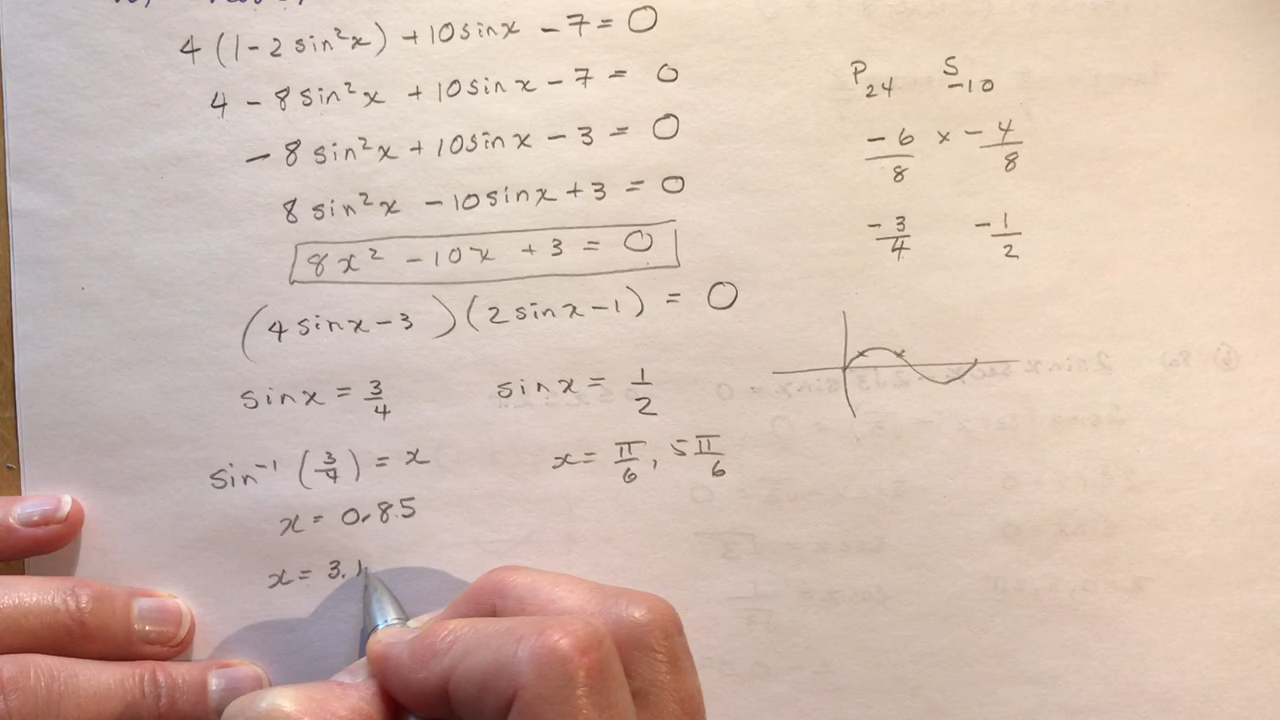 4(1-2sin²x)+10sinx-7=0
4-8sin²x+10sinx-7=0
-8sin²x+10sinx-3=0
8sin²x-10sinx+3=0
8x²-10x+3=0
(4sinx-3)(2sinx-1)=0
sinx=3/4 sinx=1/2
sin⁻¹(3/4)=x x=π/6, 5π/6
x=0.85
x=3.1
P24 S-10
-6/8 x -4/8
-3/4 -1/2